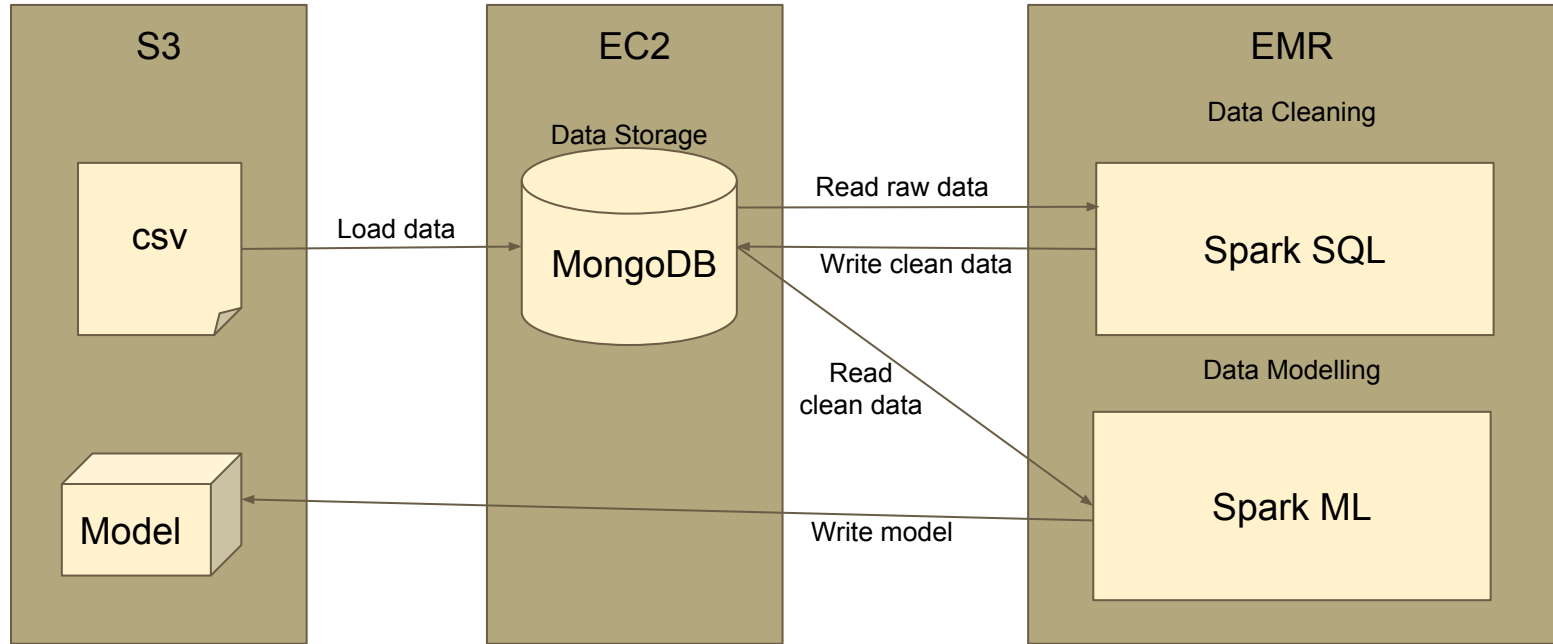 S3
EC2
EMR
Data Cleaning
Data Storage
Read raw data
csv
Load data
MongoDB
Write clean data
Spark SQL
Read
clean data
Data Modelling
Model
Write model
Spark ML